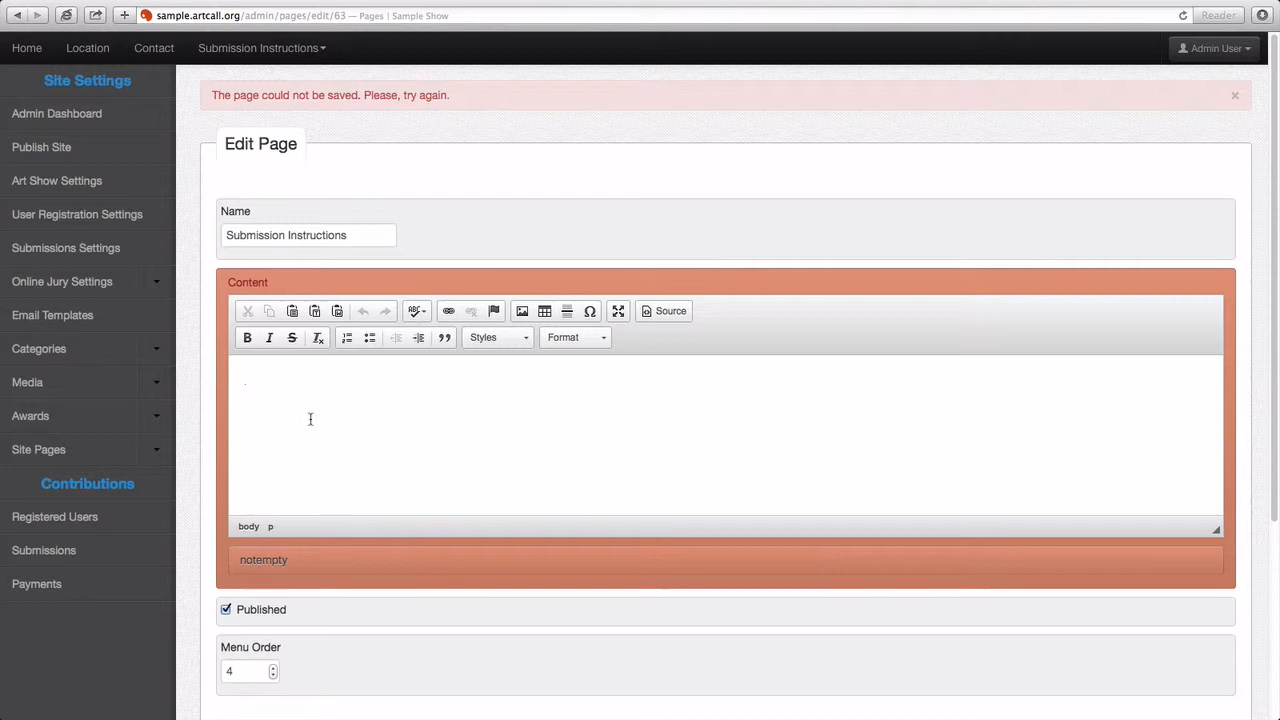 sample.artcall.org/admin/pages/edit/63 — Pages | Sample Show
Reader
Home Location Contact Submission Instructions
Admin User
Site Settings
Admin Dashboard
Publish Site
Art Show Settings
User Registration Settings
Submissions Settings
Online Jury Settings
Email Templates
Categories
Media
Awards
Site Pages
Contributions
Registered Users
Submissions
Payments
The page could not be saved. Please, try again. ×
Edit Page
Name
Submission Instructions
Content
ABC Ω Source
B I S Tx Styles Format
.
body p
notempty
Published
Menu Order
4